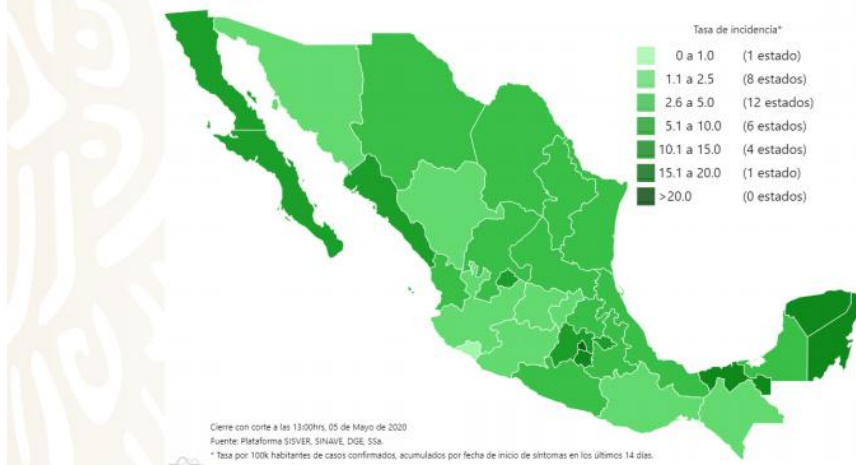 Tasa de incidencia*
0 a 1.0 (1 estado)
1.1 a 2.5 (8 estados)
2.6 a 5.0 (12 estados)
5.1 a 10.0 (6 estados)
10.1 a 15.0 (4 estados)
15.1 a 20.0 (1 estado)
>20.0 (0 estados)
Cierre con corte a las 13:00hrs, 05 de Mayo de 2020
Fuente: Plataforma SISVER, SINAVE, DGE, SSa.
* Tasa por 100k habitantes de casos confirmados, acumulados por fecha de inicio de síntomas en los últimos 14 días.